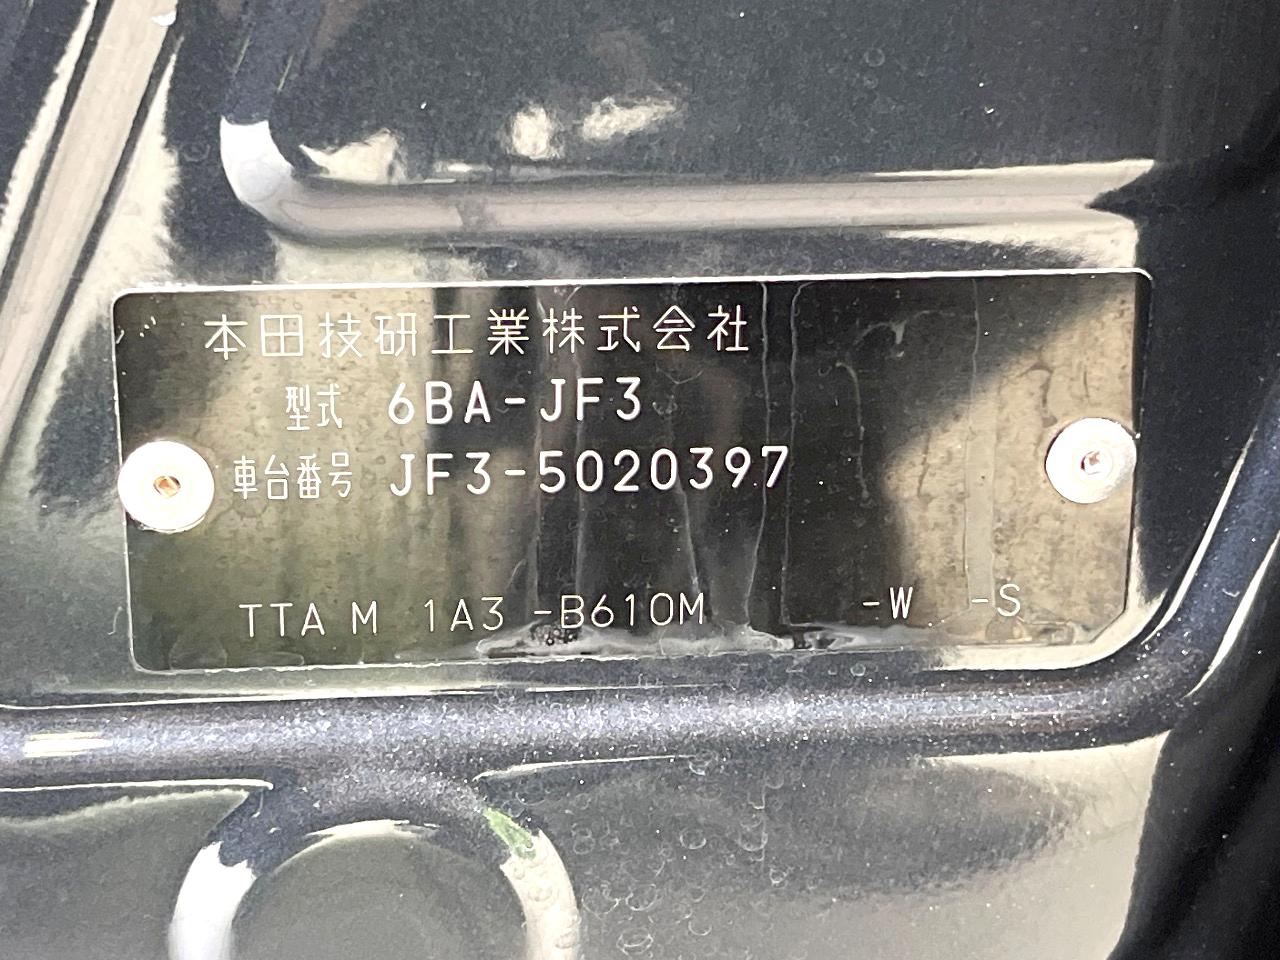 本田技研工業株式会社
型式 6BA-JF3
車台番号 JF3-5020397
TTA M 1A3 -B610M -W -S